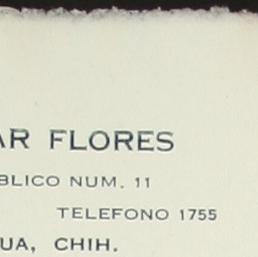 AR FLORES
BLICO NUM. 11
TELEFONO 1755
UA, CHIH.